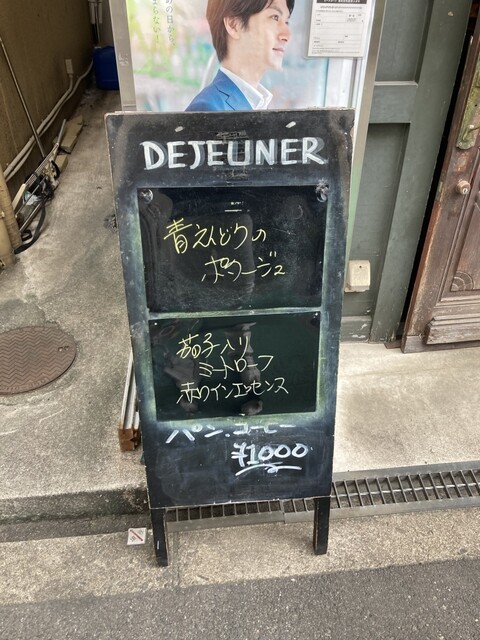 DEJEUNER
青えんどうの
ポタージュ
茄子入り
ミートローフ
赤ワインエッセンス
パン、コーヒー
¥1000